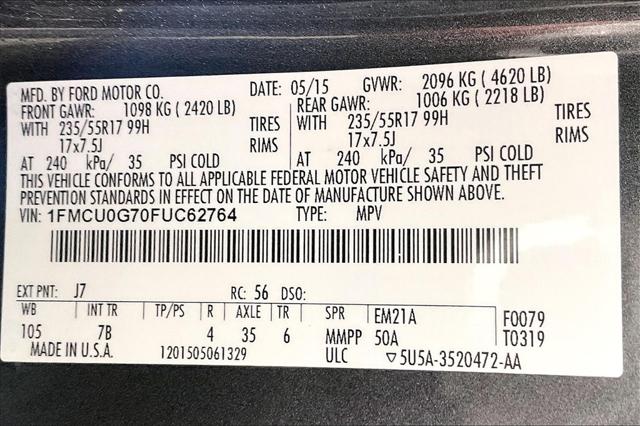 MFD. BY FORD MOTOR CO. DATE: 05/15 GVWR: 2096 KG ( 4620 LB)
FRONT GAWR: 1098 KG ( 2420 LB) REAR GAWR: 1006 KG ( 2218 LB)
WITH 235/55R17 99H TIRES WITH 235/55R17 99H TIRES
17x7.5J RIMS 17x7.5J RIMS
AT 240 kPa/ 35 PSI COLD AT 240 kPa/ 35 PSI COLD
THIS VEHICLE CONFORMS TO ALL APPLICABLE FEDERAL MOTOR VEHICLE SAFETY AND THEFT
PREVENTION STANDARDS IN EFFECT ON THE DATE OF MANUFACTURE SHOWN ABOVE.
VIN: 1FMCU0G70FUC62764 TYPE: MPV
EXT PNT: J7 RC: 56 DSO:
WB INT TR TP/PS R AXLE TR SPR EM21A F0079
105 7B 4 35 6 MMPP 50A T0319
MADE IN U.S.A. 1201505061329 ULC ▽5U5A-3520472-AA